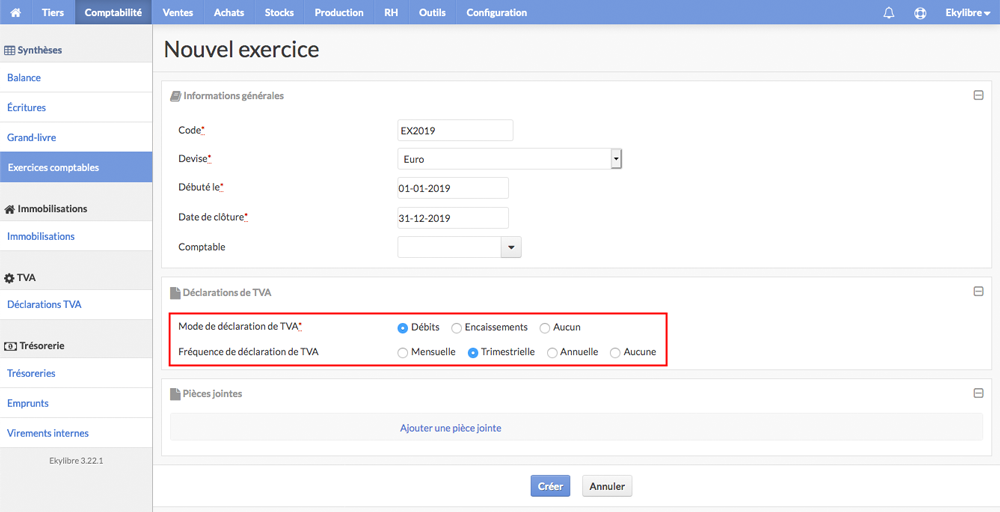 Tiers Comptabilité Ventes Achats Stocks Production RH Outils Configuration Ekylibre
Synthèses
Balance
Écritures
Grand-livre
Exercices comptables
Immobilisations
Immobilisations
TVA
Déclarations TVA
Trésorerie
Trésoreries
Emprunts
Virements internes
Ekylibre 3.22.1
Nouvel exercice
Informations générales
Code* EX2019
Devise* Euro
Débuté le* 01-01-2019
Date de clôture* 31-12-2019
Comptable
Déclarations de TVA
Mode de déclaration de TVA* Débits Encaissements Aucun
Fréquence de déclaration de TVA Mensuelle Trimestrielle Annuelle Aucune
Pièces jointes
Ajouter une pièce jointe
Créer Annuler